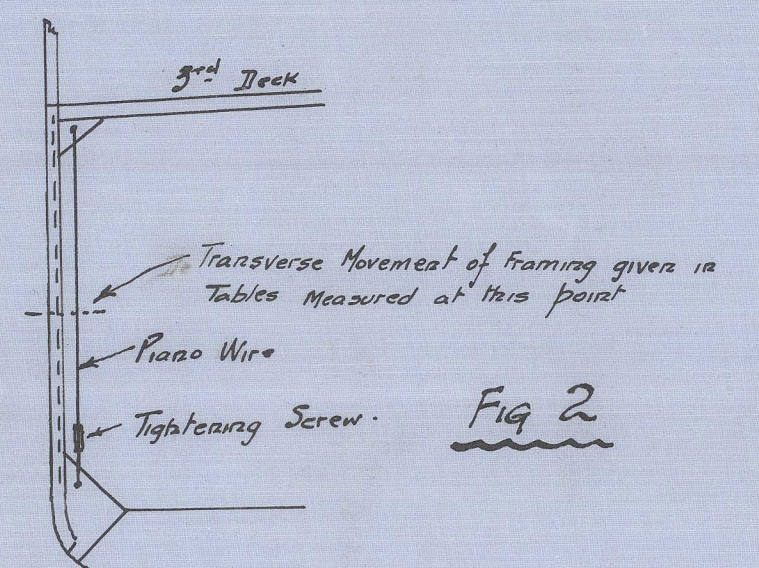 3rd Deck
Transverse Movement of Framing given in
Tables Measured at this point
Piano Wire
Tightening Screw.
FIG 2